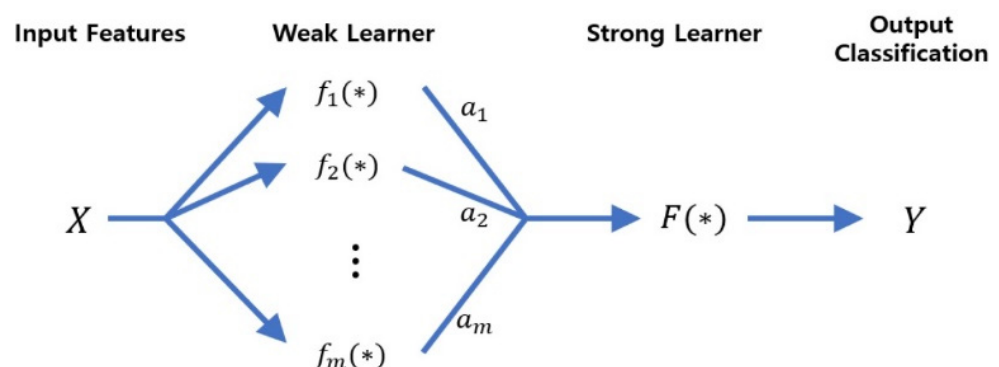 Input Features
Weak Learner
Strong Learner
Output
Classification
f₁(*)
a₁
f₂(*)
X
a₂
F(*)
Y
⋮
aₘ
fₘ(*)